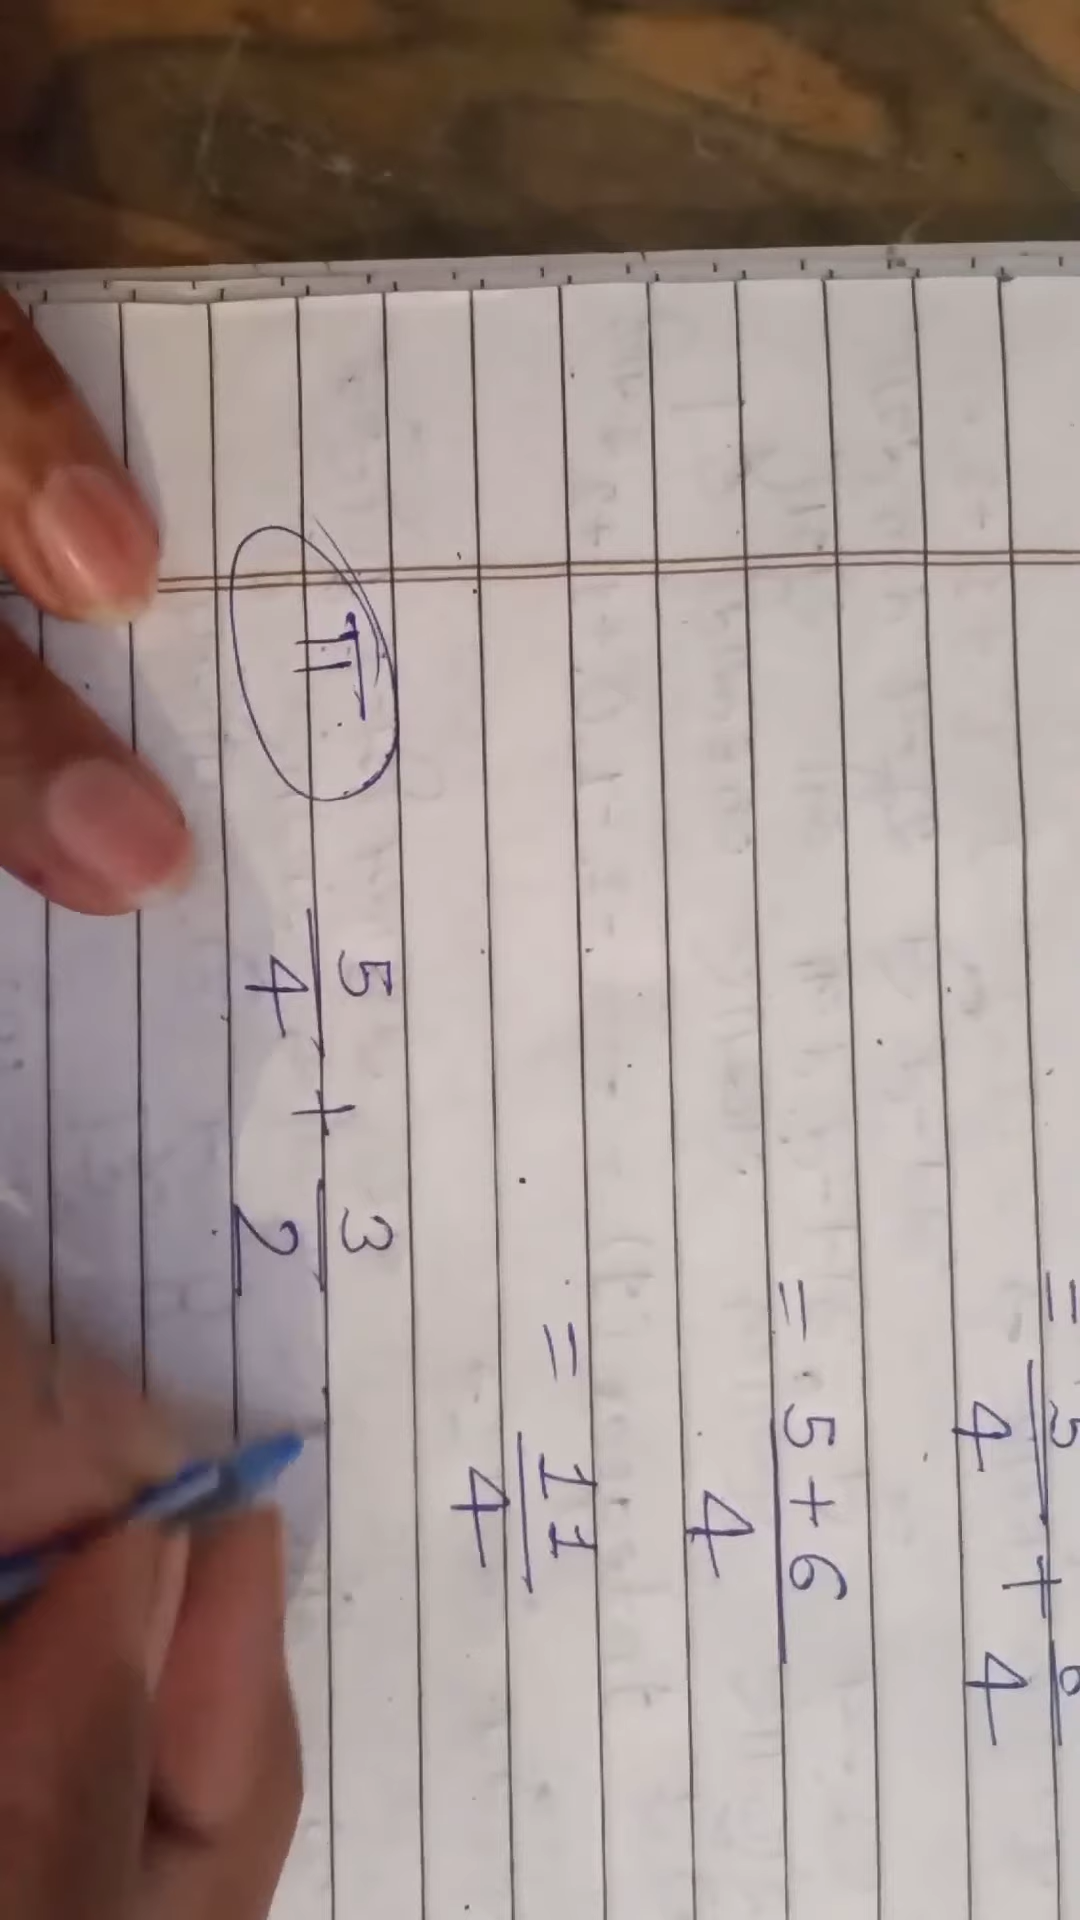 = 5/4 + 6/4
= 5+6/4
= 11/4
II 5/4 + 3/2